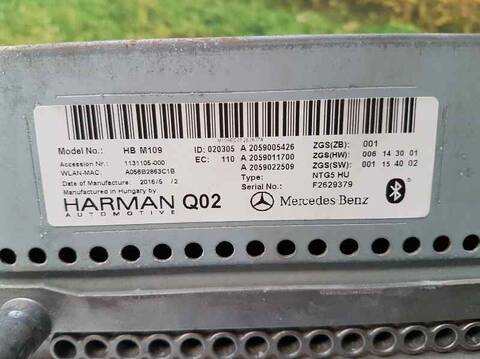 Model No.: HB M109 ID: 020305 A 2059005426 ZGS(ZB): 001
Accession Nr.: 1131105-000 EC: 110 A 2059011700 ZGS(HW): 006 14 30 01
WLAN-MAC: A056B2863C1B A 2059022509 ZGS(SW): 001 15 40 02
Date of Manufacture: 2016/5 /2 Type: NTG5 HU
Manufactured in Hungary by Serial No.: F2629379
HARMAN Q02 Mercedes Benz
AUTOMOTIVE